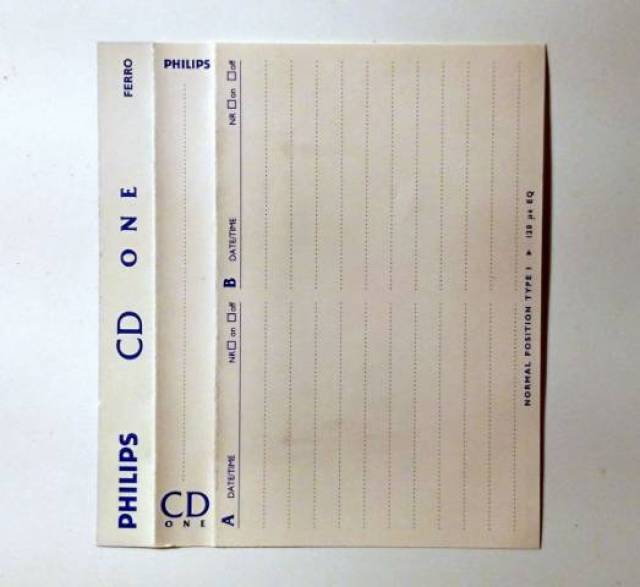 PHILIPS CD ONE FERRO
PHILIPS
CD
ONE
A DATE/TIME NR on off
B DATE/TIME NR on off
NORMAL POSITION TYPE I ▶ 120 µs EQ